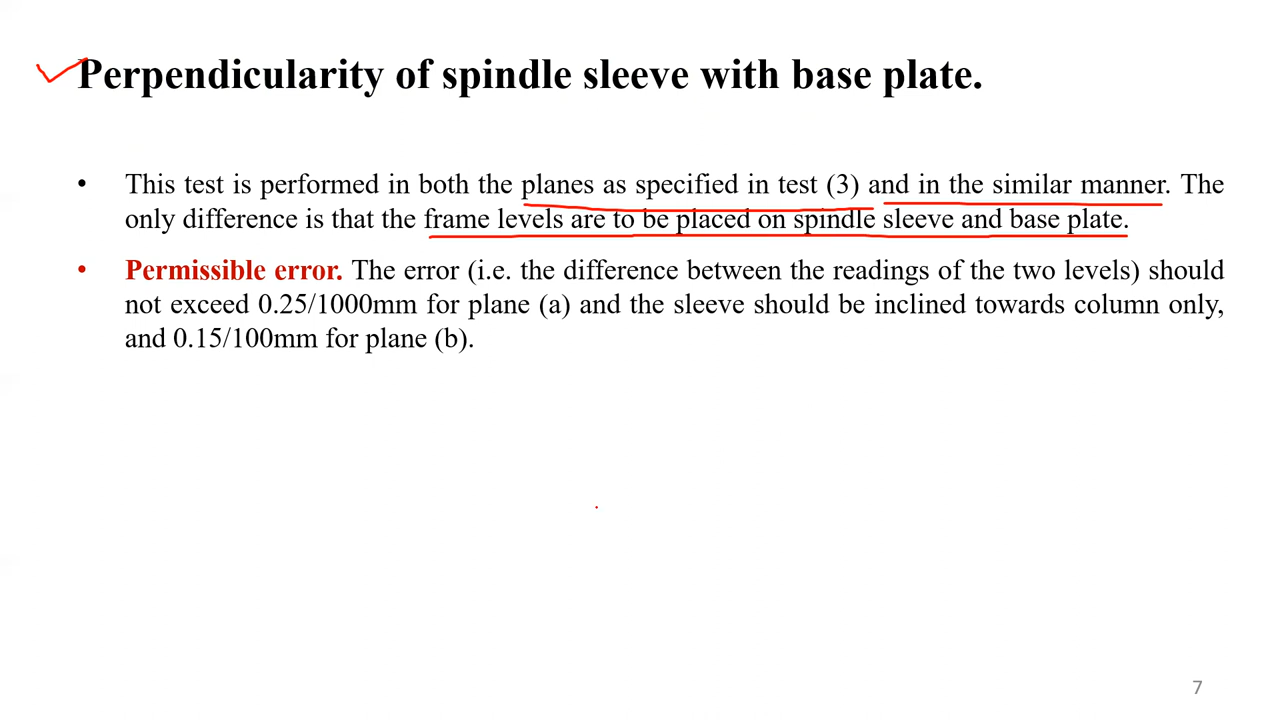 Perpendicularity of spindle sleeve with base plate.
• This test is performed in both the planes as specified in test (3) and in the similar manner. The
only difference is that the frame levels are to be placed on spindle sleeve and base plate.
• Permissible error. The error (i.e. the difference between the readings of the two levels) should
not exceed 0.25/1000mm for plane (a) and the sleeve should be inclined towards column only,
and 0.15/100mm for plane (b).
7